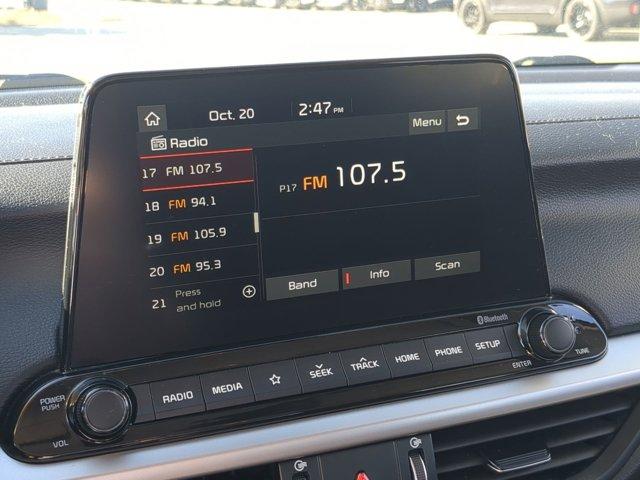 Oct. 20 2:47 PM
Radio Menu
17 FM 107.5
18 FM 94.1
19 FM 105.9
20 FM 95.3
21 Press and hold
P17 FM 107.5
Band Info Scan
Bluetooth
POWER PUSH
VOL
RADIO MEDIA SEEK TRACK HOME PHONE SETUP
ENTER
TUNE